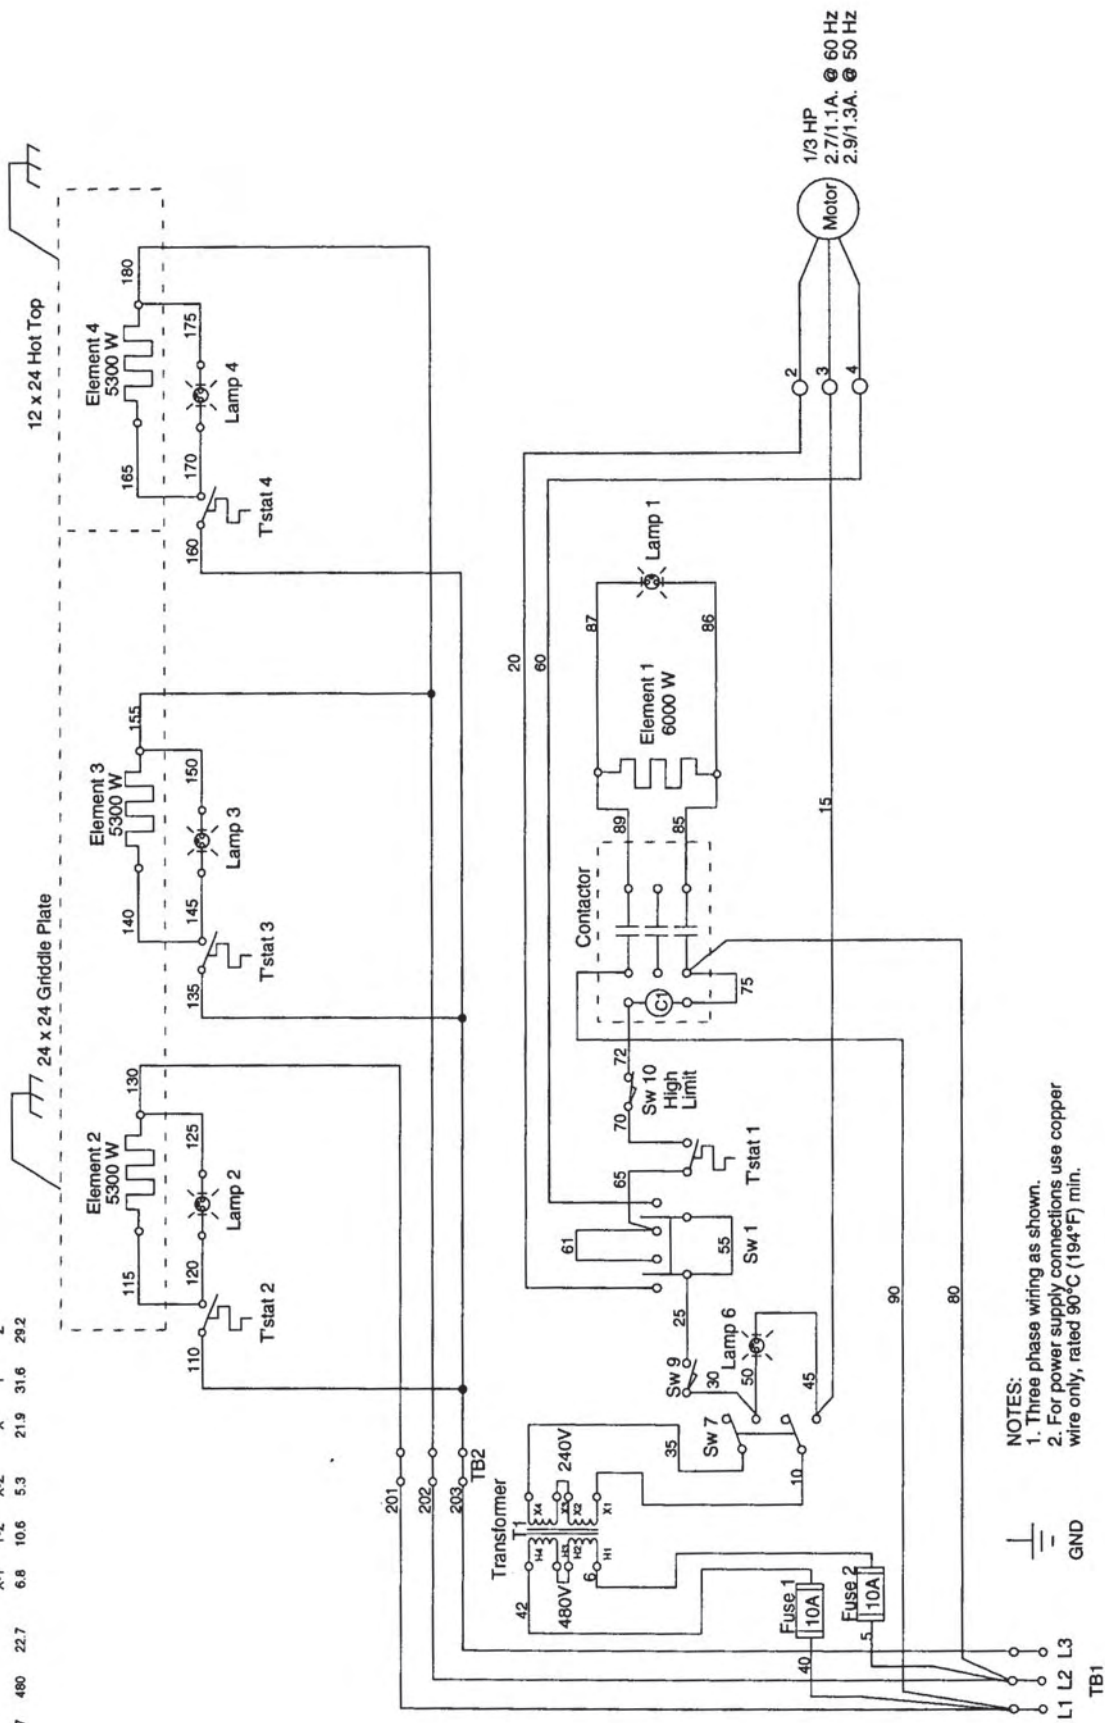 480 22.7 6.8 10.6 5.3 21.9 31.6 29.2
24 x 24 Griddle Plate
12 x 24 Hot Top
Element 2
5300 W
115
130
120
125
Lamp 2
110
T'stat 2
Element 3
5300 W
140
155
145
150
Lamp 3
135
T'stat 3
Element 4
5300 W
165
180
170
175
Lamp 4
160
T'stat 4
201
202
203
TB2
Transformer
T1
42
480V
H4
H3
H2
H1
6
X4
X3
X2
X1
240V
35
10
Sw 7
Sw 9
30
50
45
Lamp 6
25
61
55
Sw 1
65
T'stat 1
70
Sw 10
High
Limit
72
Contactor
C1
75
89
85
Element 1
6000 W
87
86
Lamp 1
20
60
15
90
80
2
3
4
Motor
1/3 HP
2.7/1.1A. @ 60 Hz
2.9/1.3A. @ 50 Hz
Fuse 1
10A
Fuse 2
10A
40
5
L1
L2
L3
TB1
GND
NOTES:
1. Three phase wiring as shown.
2. For power supply connections use copper
wire only, rated 90°C (194°F) min.